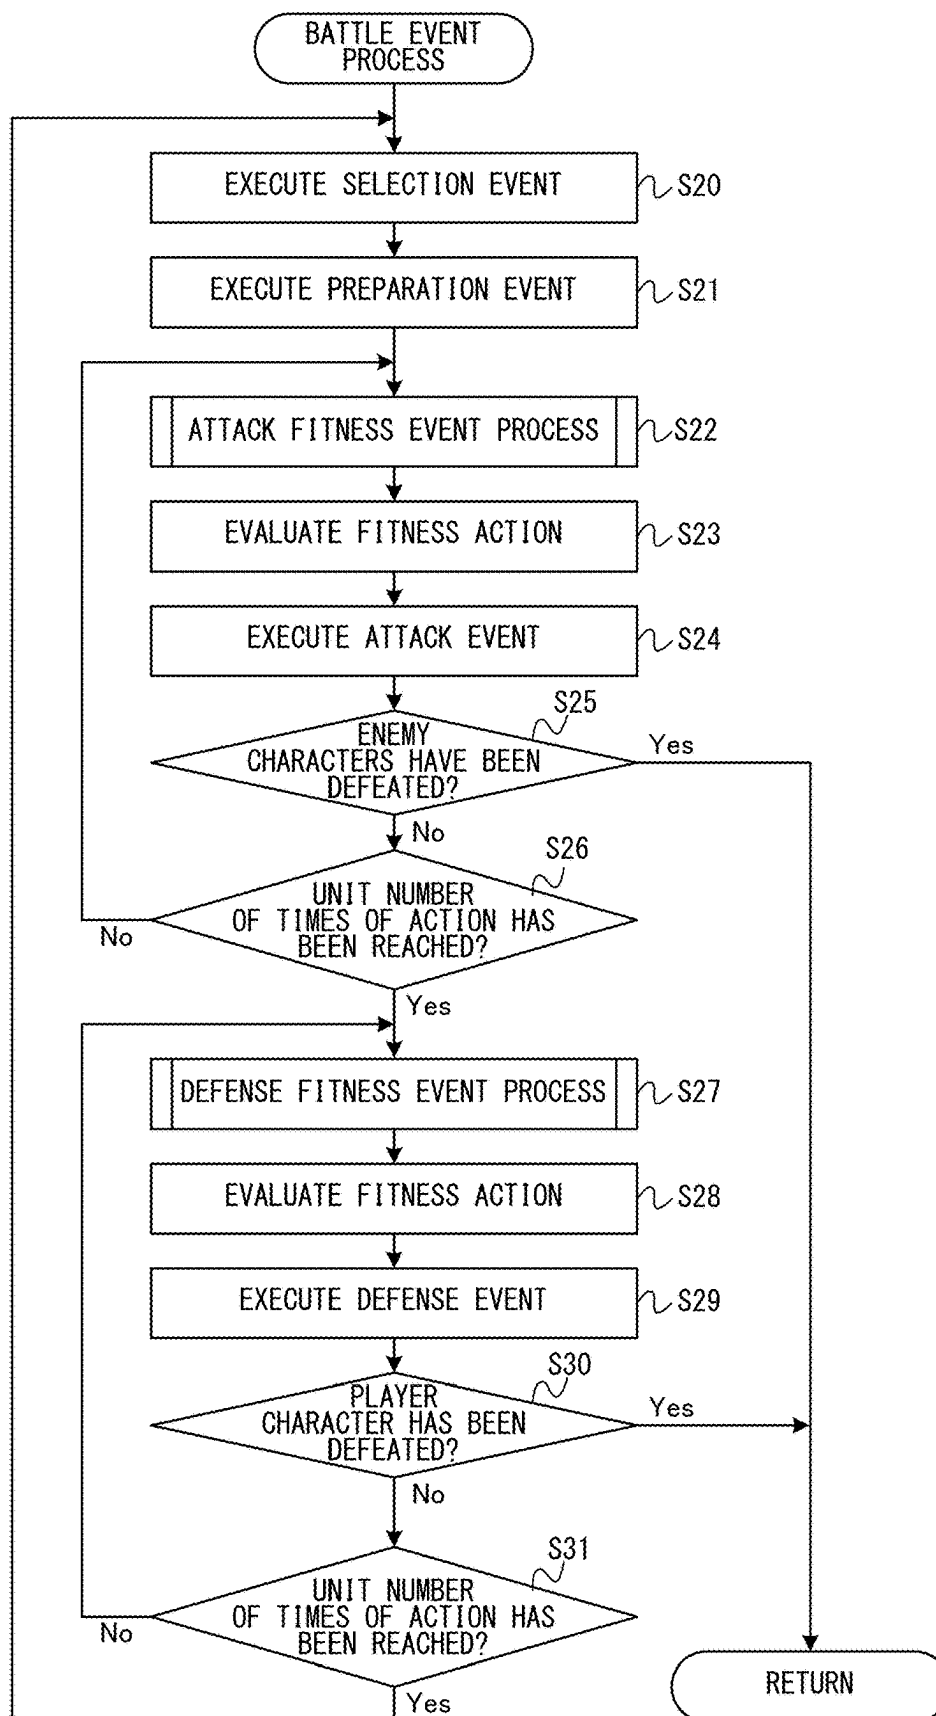 BATTLE EVENT
PROCESS
EXECUTE SELECTION EVENT
S20
EXECUTE PREPARATION EVENT
S21
ATTACK FITNESS EVENT PROCESS
S22
EVALUATE FITNESS ACTION
S23
EXECUTE ATTACK EVENT
S24
S25
ENEMY
CHARACTERS HAVE BEEN
DEFEATED?
Yes
No
S26
UNIT NUMBER
OF TIMES OF ACTION HAS
BEEN REACHED?
No
Yes
DEFENSE FITNESS EVENT PROCESS
S27
EVALUATE FITNESS ACTION
S28
EXECUTE DEFENSE EVENT
S29
S30
PLAYER
CHARACTER HAS BEEN
DEFEATED?
Yes
No
S31
UNIT NUMBER
OF TIMES OF ACTION HAS
BEEN REACHED?
No
Yes
RETURN